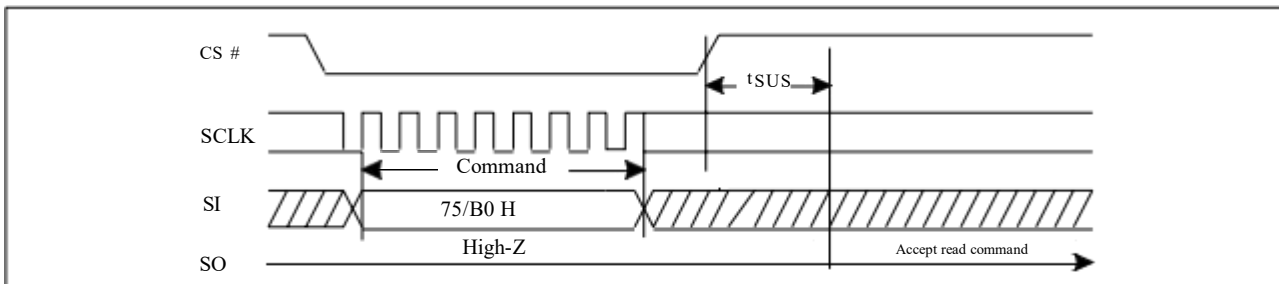 CS #
tSUS
SCLK
Command
SI
75/B0 H
High-Z
Accept read command
SO